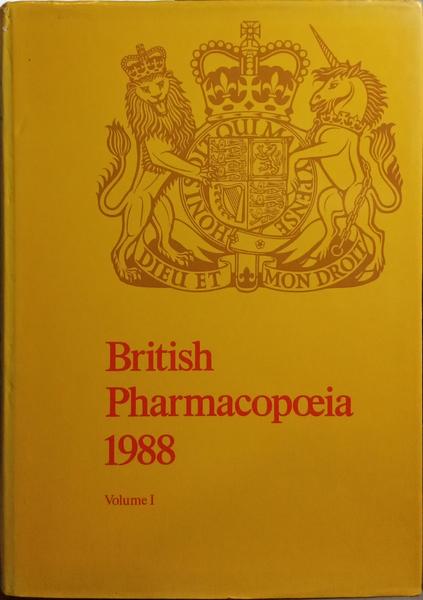 HONI SOIT QUI MAL Y PENSE
DIEU ET MON DROIT
British
Pharmacopœia
1988
Volume I